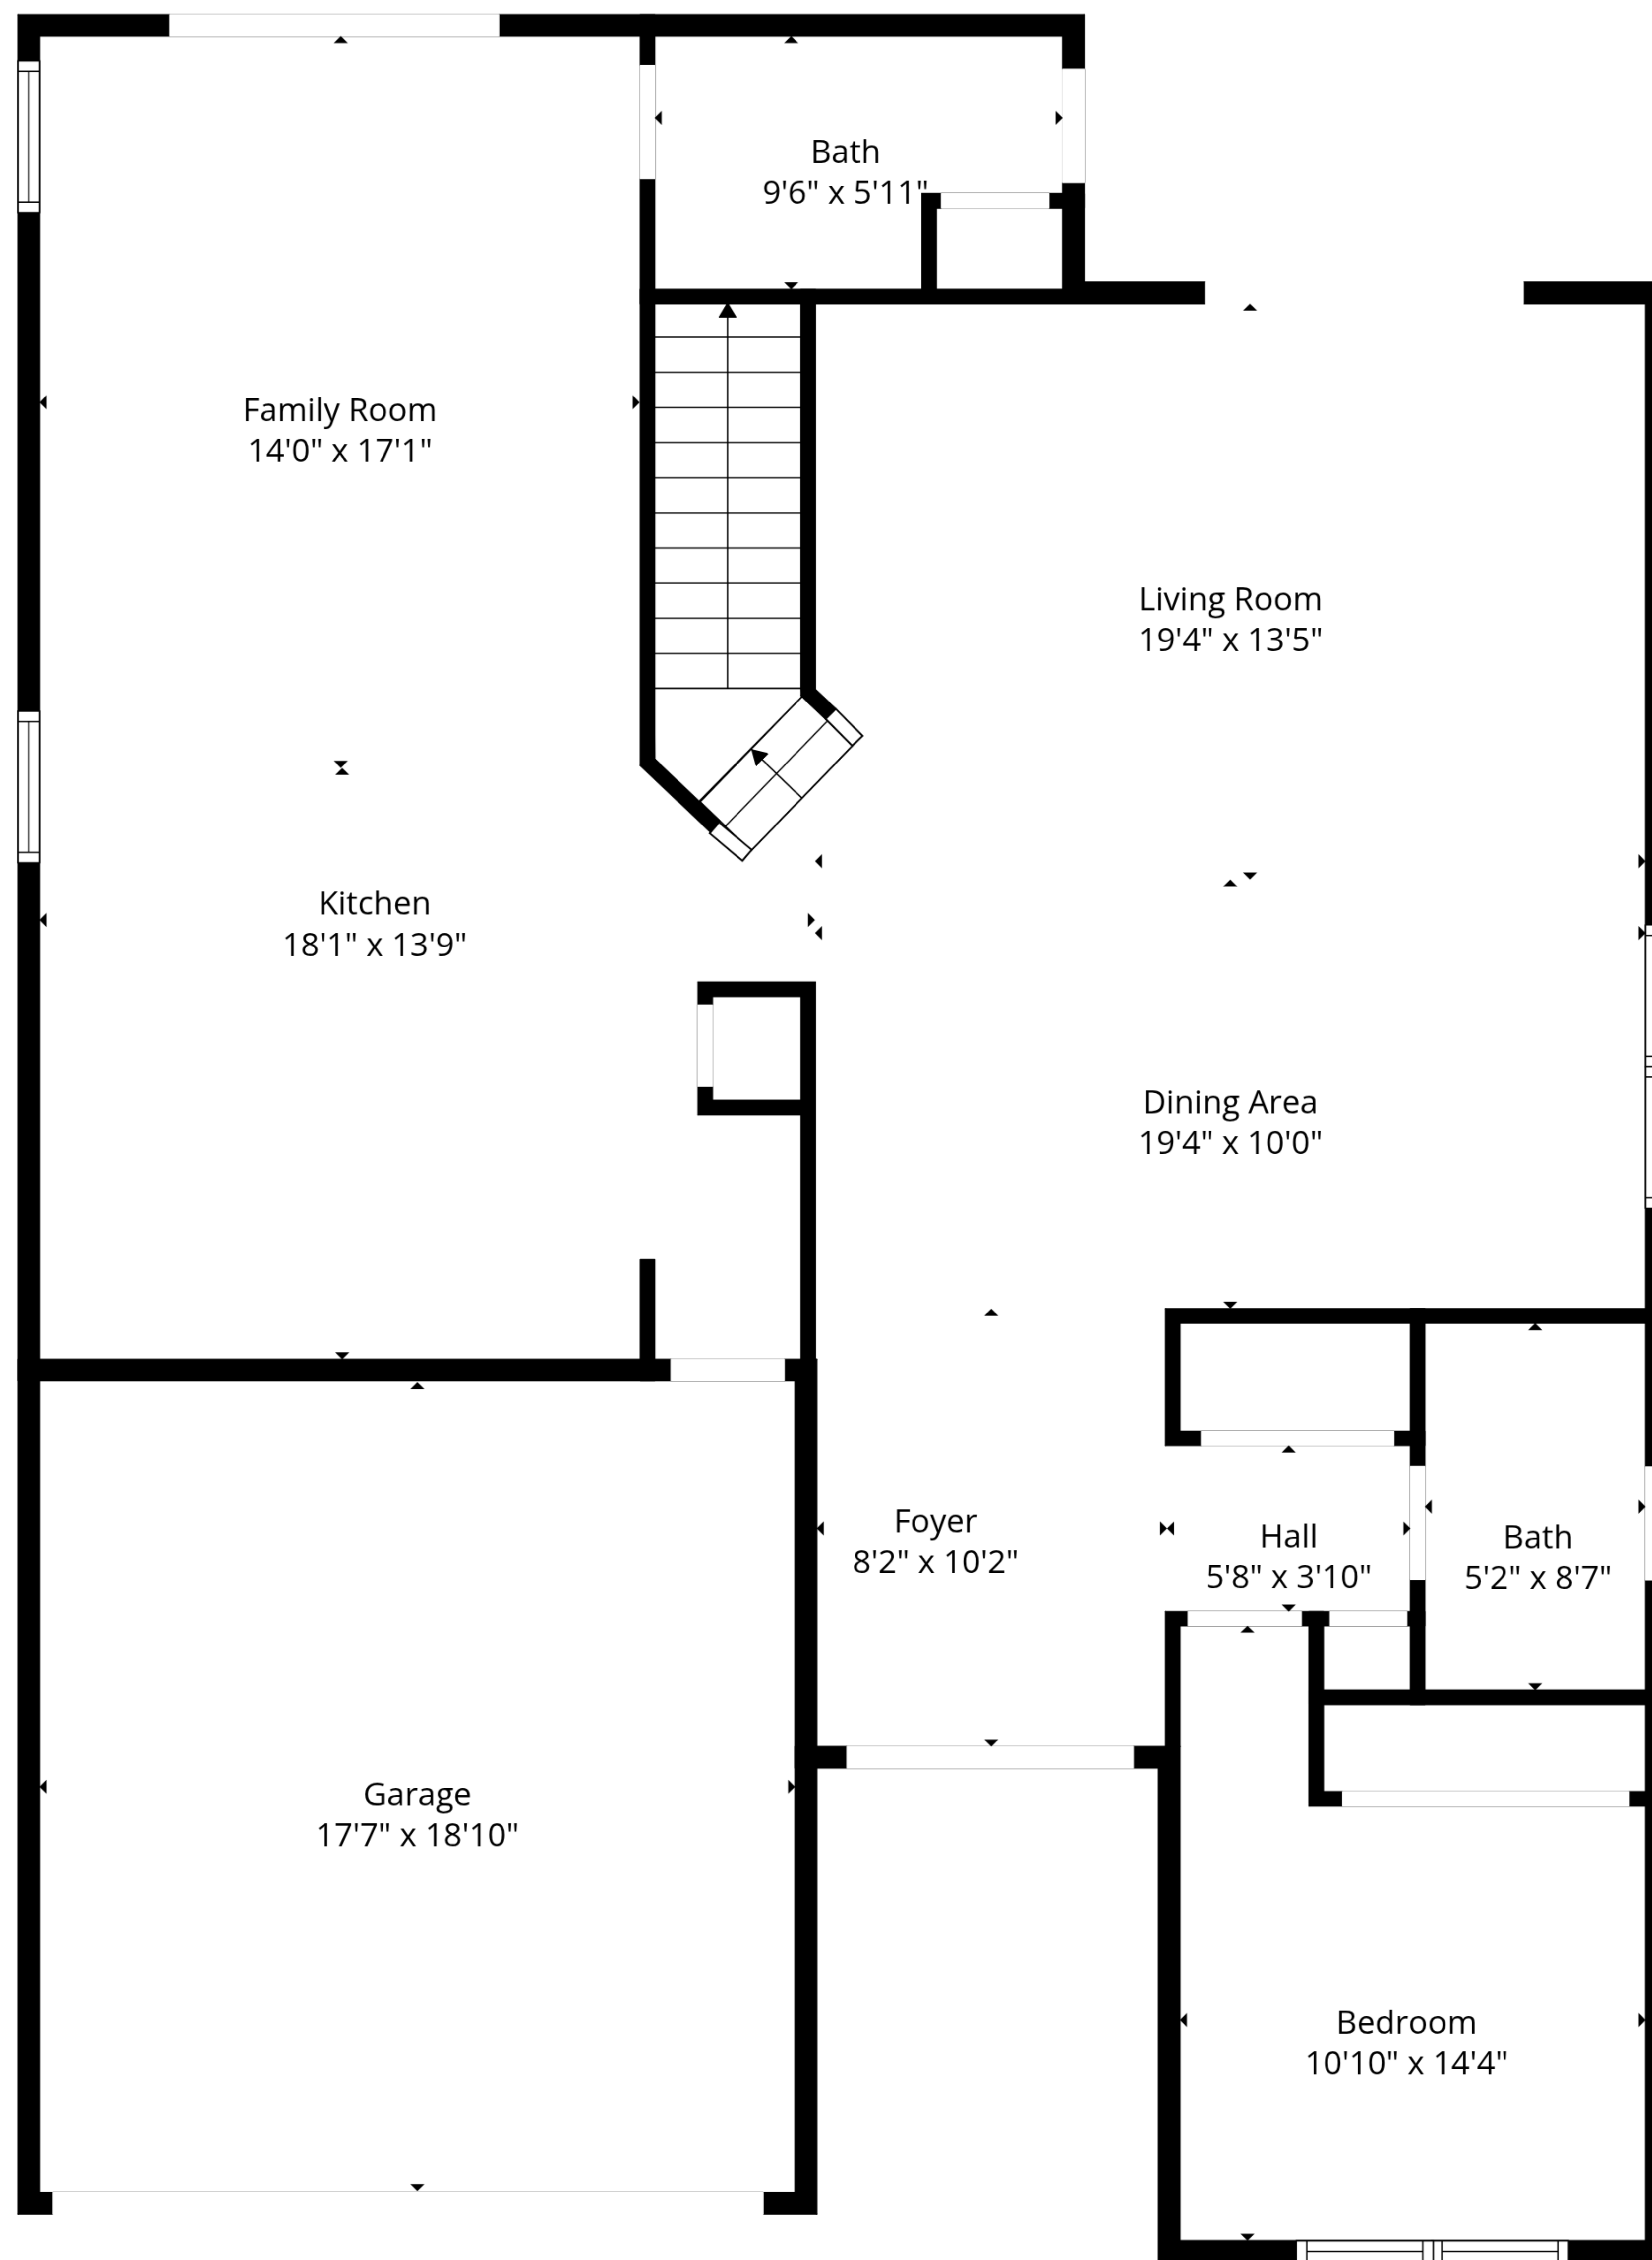 Bath
9'6" x 5'11"
Family Room
14'0" x 17'1"
Living Room
19'4" x 13'5"
Kitchen
18'1" x 13'9"
Dining Area
19'4" x 10'0"
Foyer
8'2" x 10'2"
Hall
5'8" x 3'10"
Bath
5'2" x 8'7"
Garage
17'7" x 18'10"
Bedroom
10'10" x 14'4"